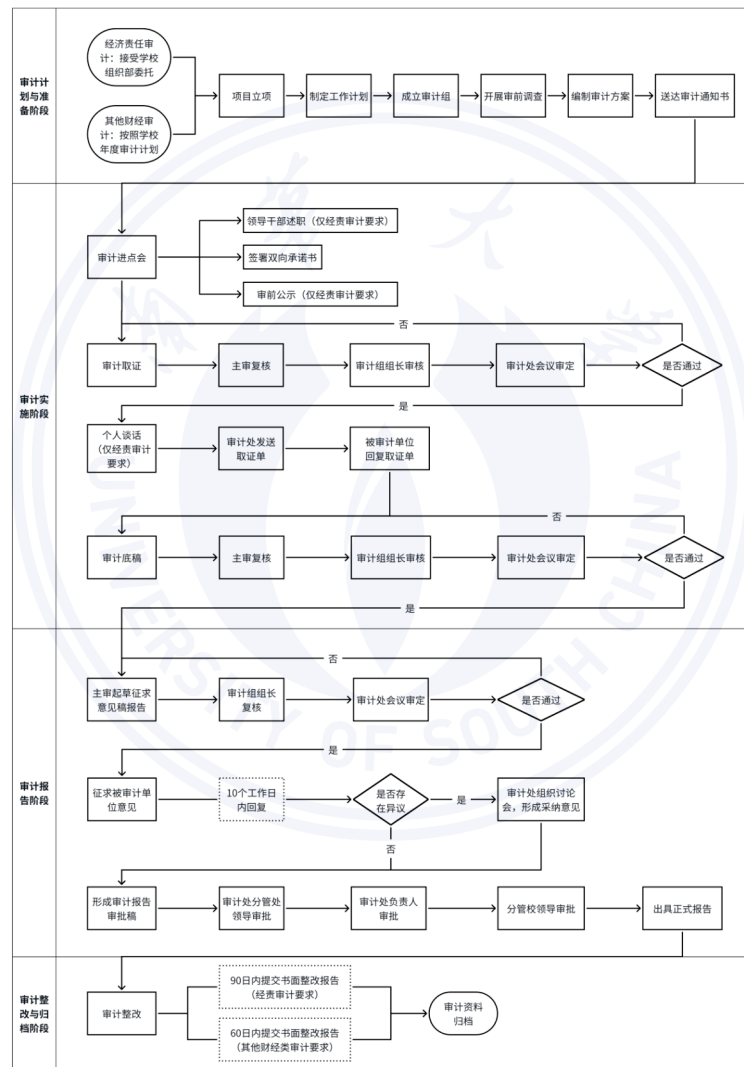 审计计
划与准
备阶段
经济责任审
计：接受学校
组织部委托
其他财经审
计：按照学校
年度审计计划
项目立项
制定工作计划
成立审计组
开展审前调查
编制审计方案
送达审计通知书
审计实
施阶段
审计进点会
领导干部述职（仅经责审计要求）
签署双向承诺书
审前公示（仅经责审计要求）
否
审计取证
主审复核
审计组组长审核
审计处会议审定
是否通过
是
个人谈话
（仅经责审计
要求）
审计处发送
取证单
被审计单位
回复取证单
否
审计底稿
主审复核
审计组组长审核
审计处会议审定
是否通过
是
审计报
告阶段
否
主审起草征求
意见稿报告
审计组组长
复核
审计处会议审定
是否通过
是
征求被审计单
位意见
10个工作日
内回复
是否存
在异议
是
审计处组织讨论
会，形成采纳意见
否
形成审计报告
审批稿
审计处分管处
领导审批
审计处负责人
审批
分管校领导审批
出具正式报告
审计整
改与归
档阶段
审计整改
90日内提交书面整改报告
（经责审计要求）
60日内提交书面整改报告
（其他财经类审计要求）
审计资料
归档
UNIVERSITY OF SOUTH CHINA